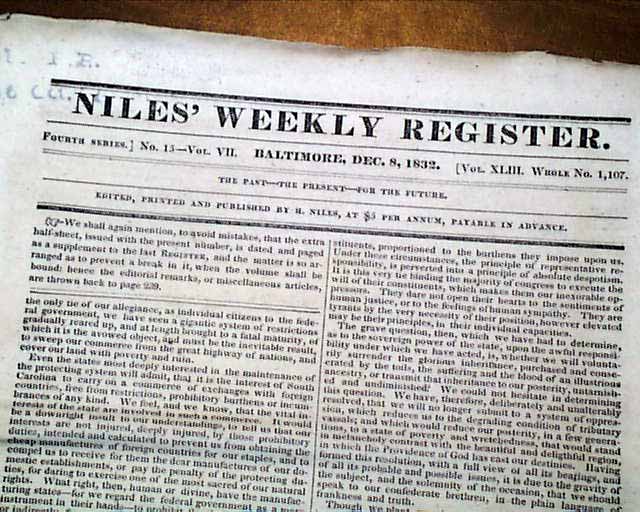 I. R.
NILES' WEEKLY REGISTER.
FOURTH SERIES.] No. 15—VOL. VII. BALTIMORE, DEC. 8, 1832. [VOL. XLIII. WHOLE No. 1,107.
THE PAST—THE PRESENT—FOR THE FUTURE.
EDITED, PRINTED AND PUBLISHED BY H. NILES, AT $5 PER ANNUM, PAYABLE IN ADVANCE.
We shall again mention, to avoid mistakes, that the extra
half-sheet, issued with the present number, is dated and paged
as a supplement to the last REGISTER, and the matter is so ar-
ranged as to prevent a break in it, when the volume shall be
bound: hence the editorial remarks, or miscellaneous articles,
are thrown back to page 239.
the only tie of our allegiance, as individual citizens to the fede-
ral government, we have seen a gigantic system of restrictions
gradually reared up, and at length brought to a fatal maturity, of
which it is the avowed object, and must be the inevitable result,
to sweep our commerce from the great highway of nations, and
cover our land with poverty and ruin.
Even the states most deeply interested in the maintenance of
the protecting system will admit, that it is the interest of South
Carolina to carry on a commerce of exchanges with foreign
countries, free from restrictions, prohibitory burthens or incum-
brances of any kind. We feel, and we know, that the vital in-
terests of the state are involved in such a commerce. It would
be a downright insult to our understandings, to tell us that our
interests are not injured, deeply injured, by those prohibitory
duties, intended and calculated to prevent us from obtaining the
cheap manufactures of foreign countries for our staples, and to
compel us to receive for them the dear manufactures of our do-
mestic establishments, or pay the penalty of the protecting du-
ties, for daring to exercise one of the most sacred of our natural
rights. What right, then, human or divine, have the manufac-
turing states—for we regard the federal government as a mere
instrument in their hands—to prohibit
stituents, proportioned to the burthens they impose upon us.
Under these circumstances, the principle of representative re-
sponsibility, is perverted into a principle of absolute despotism.
It is this very tie binding the majority of congress to execute the
will of their constituents, which makes them our inexorable op-
pressors. They dare not open their hearts to the sentiments of
human justice, or to the feelings of human sympathy. They are
tyrants by the very necessity of their position, however elevated
may be their principles, in their individual capacities.
The grave question, then, which we have had to determine,
as to the sovereign power of the state, upon the awful responsi-
bility under which we have acted, is, whether we will volunta-
rily surrender the glorious inheritance, purchased and conse-
crated by the toils, the suffering and the blood of an illustrious
ancestry, or transmit that inheritance to our posterity, untarnish-
ed and undiminished? We could not hesitate in determining
that question. We have, therefore, deliberately and unalterably
resolved, that we will no longer submit to a system of oppres-
sion, which reduces us to the degrading condition of tributary
vassals; and which would reduce our posterity, in a few genera-
tions, to a state of poverty and wretchedness, that would stand
in melancholy contrast with the beautiful and delightful region,
in which the Providence of God has cast our destinies. Having
formed this resolution, with a full view of all its bearings, and
of all its probable and possible issues, it is due to the gravity of
the subject, and the solemnity of the occasion, that we should
speak to our confederate brethren, in the plain language of
frankness and truth.
Though we